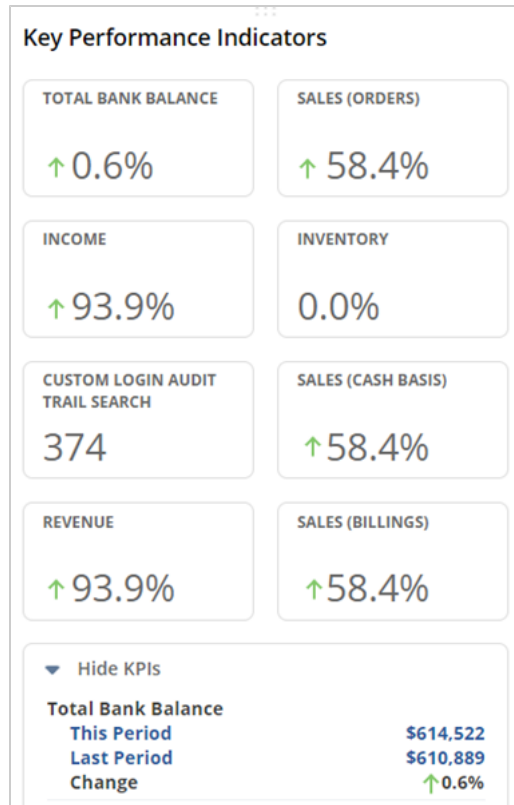 Key Performance Indicators
TOTAL BANK BALANCE
↑ 0.6%
SALES (ORDERS)
↑ 58.4%
INCOME
↑ 93.9%
INVENTORY
0.0%
CUSTOM LOGIN AUDIT
TRAIL SEARCH
374
SALES (CASH BASIS)
↑ 58.4%
REVENUE
↑ 93.9%
SALES (BILLINGS)
↑ 58.4%
Hide KPIs
Total Bank Balance
This Period $614,522
Last Period $610,889
Change ↑ 0.6%